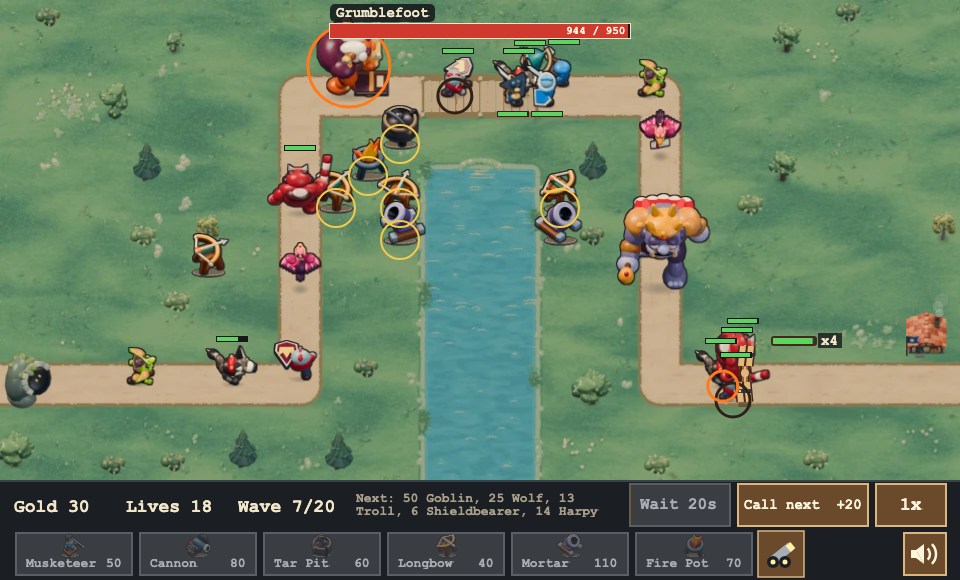 Grumblefoot
944 / 950
x4
Gold 30
Lives 18
Wave 7/20
Next: 50 Goblin, 25 Wolf, 13
Troll, 6 Shieldbearer, 14 Harpy
Wait 20s
Call next +20
1x
Musketeer 50
Cannon 80
Tar Pit 60
Longbow 40
Mortar 110
Fire Pot 70